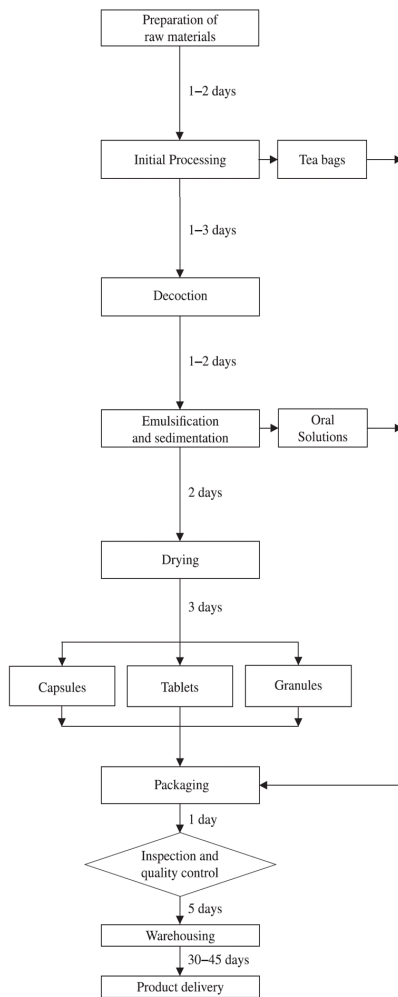 Preparation of
raw materials
1–2 days
Initial Processing
Tea bags
1–3 days
Decoction
1–2 days
Emulsification
and sedimentation
Oral
Solutions
2 days
Drying
3 days
Capsules
Tablets
Granules
Packaging
1 day
Inspection and
quality control
5 days
Warehousing
30–45 days
Product delivery